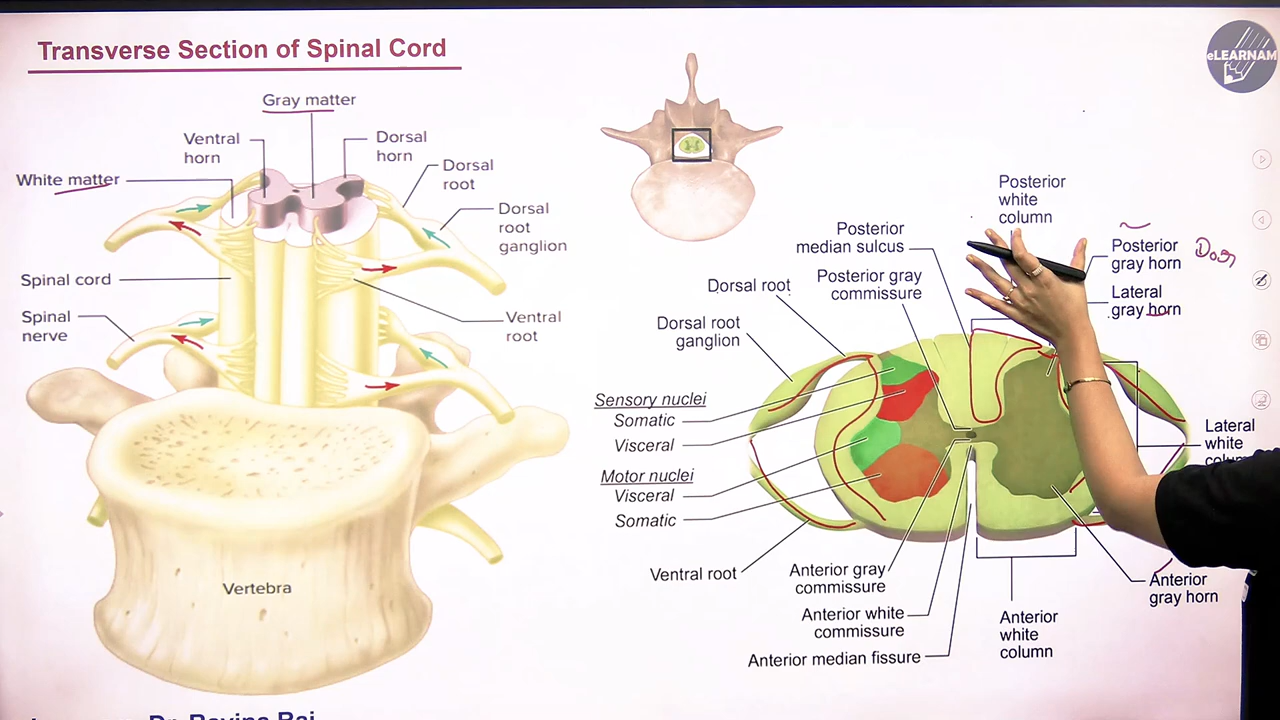 Transverse Section of Spinal Cord
eLEARNAM
Gray matter
Ventral
horn
Dorsal
horn
White matter
Dorsal
root
Dorsal
root
ganglion
Spinal cord
Spinal
nerve
Ventral
root
Vertebra
Posterior
white
column
Posterior
median sulcus
Posterior gray
commissure
Posterior
gray horn
Lateral
gray horn
Dorsal root
Dorsal root
ganglion
Sensory nuclei
Somatic
Visceral
Motor nuclei
Visceral
Somatic
Lateral
white
Ventral root
Anterior gray
commissure
Anterior white
commissure
Anterior median fissure
Anterior
white
column
Anterior
gray horn